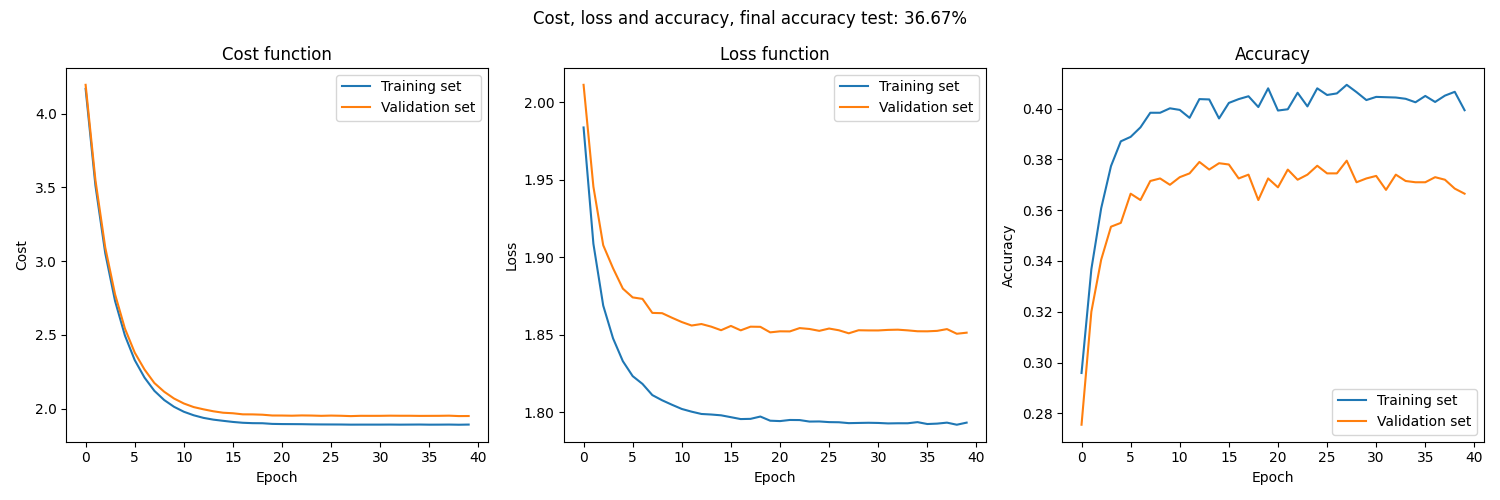 Cost, loss and accuracy, final accuracy test: 36.67%
Cost function
Training set
Validation set
4.0
3.5
3.0
2.5
2.0
Cost
0 5 10 15 20 25 30 35 40
Epoch
Loss function
Training set
Validation set
2.00
1.95
1.90
1.85
1.80
Loss
0 5 10 15 20 25 30 35 40
Epoch
Accuracy
0.40
0.38
0.36
0.34
0.32
0.30
0.28
Accuracy
Training set
Validation set
0 5 10 15 20 25 30 35 40
Epoch